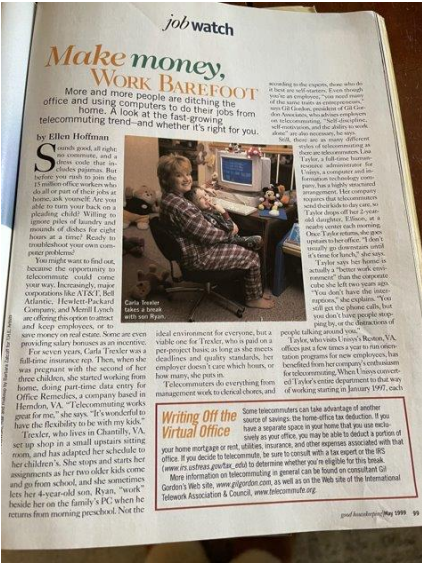 jobwatch
Make money,
WORK BAREFOOT
More and more people are ditching the
office and using computers to do their jobs from
home. A look at the fast-growing
telecommuting trend—and whether it's right for you.
by Ellen Hoffman
Sounds good, all right:
no commute, and a
dress code that in-
cludes pajamas. But
before you rush to join the
15 million office workers who
do all or part of their jobs at
home, ask yourself: Are you
able to turn your back on a
pleading child? Willing to
ignore piles of laundry and
mounds of dishes for eight
hours at a time? Ready to
troubleshoot your own com-
puter problems?
You might want to find out,
because the opportunity to
telecommute could come
your way. Increasingly, major
corporations like AT&T, Bell
Atlantic, Hewlett-Packard
Company, and Merrill Lynch
are offering this option to attract
and keep employees, or to
save money on real estate. Some are even
providing salary bonuses as an incentive.
For seven years, Carla Trexler was a
full-time insurance rep. Then, when she
was pregnant with the second of her
three children, she started working from
home, doing part-time data entry for
Office Remedies, a company based in
Herndon, VA. "Telecommuting works
great for me," she says. "It's wonderful to
have the flexibility to be with my kids."
Trexler, who lives in Chantilly, VA,
set up shop in a small upstairs sitting
room, and has adapted her schedule to
her children's. She stops and starts her
assignments as her two older kids come
and go from school, and she sometimes
lets her 4-year-old son, Ryan, "work"
beside her on the family's PC when he
returns from morning preschool. Not the
Carla Trexler
takes a break
with son Ryan.
ideal environment for everyone, but a
viable one for Trexler, who is paid on a
per-project basis; as long as she meets
deadlines and quality standards, her
employer doesn't care which hours, or
how many, she puts in.
Telecommuters do everything from
management work to clerical chores, and
according to the experts, those who do
it best are self-starters. Even though
you're an employee, "you need many
of the same traits as entrepreneurs,"
says Gil Gordon, president of Gil Gor-
don Associates, who advises employers
on telecommuting. "Self-discipline,
self-motivation, and the ability to work
alone" are also necessary, he says.
Still, there are as many different
styles of telecommuting as
there are telecommuters. Lisa
Taylor, a full-time human-
resource administrator for
Unisys, a computer and in-
formation technology com-
pany, has a highly structured
arrangement. Her company
requires that telecommuters
send their kids to day care, so
Taylor drops off her 2-year-
old daughter, Ellison, at a
nearby center each morning.
Once Taylor returns, she goes
upstairs to her office. "I don't
usually go downstairs until
it's time for lunch," she says.
Taylor says her home is
actually a "better work envi-
ronment" than the corporate
cube she left two years ago.
"You don't have the inter-
ruptions," she explains. "You
still get the phone calls, but
you don't have people stop-
ping by, or the distractions of
people talking around you."
Taylor, who visits Unisys's Reston, VA,
offices just a few times a year to run orien-
tation programs for new employees, has
benefited from her company's enthusiasm
for telecommuting. When Unisys convert-
ed Taylor's entire department to that way
of working starting in January 1997, each
Writing Off the
Virtual Office
Some telecommuters can take advantage of another
source of savings: the home-office tax deduction. If you
have a separate space in your home that you use exclu-
sively as your office, you may be able to deduct a portion of
your home mortgage or rent, utilities, insurance, and other expenses associated with that
office. If you decide to telecommute, be sure to consult with a tax expert or the IRS
(www.irs.ustreas.gov/tax_edu) to determine whether you're eligible for this break.
More information on telecommuting in general can be found on consultant Gil
Gordon's Web site, www.gilgordon.com, as well as on the Web site of the International
Telework Association & Council, www.telecommute.org.
good housekeeping/May 1999 99